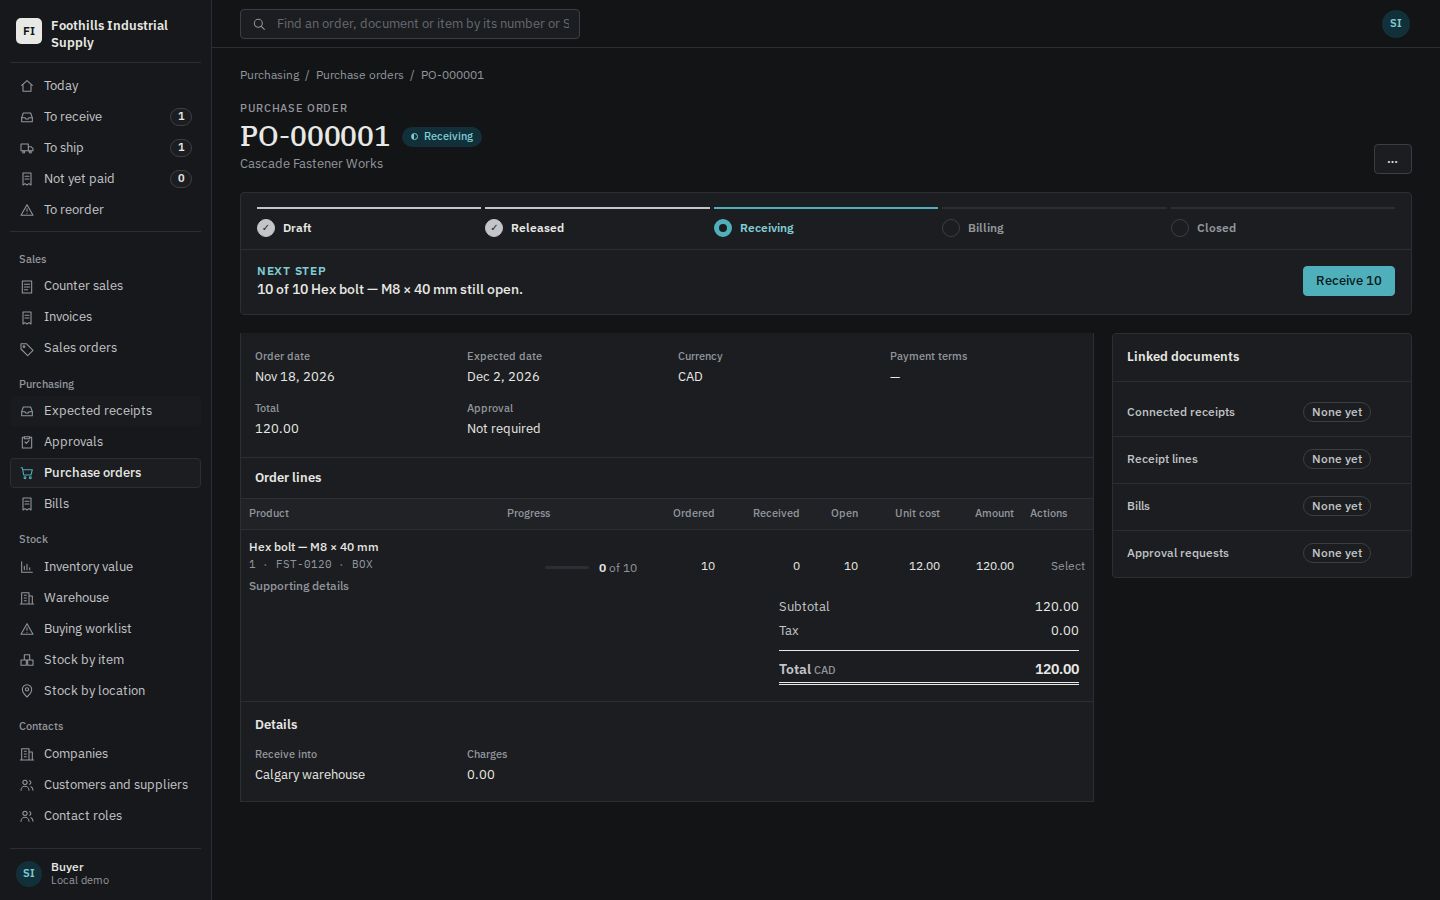 FI
Foothills Industrial
Supply
Today
To receive 1
To ship 1
Not yet paid 0
To reorder
Sales
Counter sales
Invoices
Sales orders
Purchasing
Expected receipts
Approvals
Purchase orders
Bills
Stock
Inventory value
Warehouse
Buying worklist
Stock by item
Stock by location
Contacts
Companies
Customers and suppliers
Contact roles
SI
Buyer
Local demo
Find an order, document or item by its number or S
SI
Purchasing / Purchase orders / PO-000001
PURCHASE ORDER
PO-000001 Receiving
Cascade Fastener Works
...
Draft Released Receiving Billing Closed
NEXT STEP
10 of 10 Hex bolt — M8 × 40 mm still open.
Receive 10
Order date Expected date Currency Payment terms
Nov 18, 2026 Dec 2, 2026 CAD —
Total Approval
120.00 Not required
Order lines
Product Progress Ordered Received Open Unit cost Amount Actions
Hex bolt — M8 × 40 mm
1 · FST-0120 · BOX
0 of 10 10 0 10 12.00 120.00 Select
Supporting details
Subtotal 120.00
Tax 0.00
Total CAD 120.00
Details
Receive into Charges
Calgary warehouse 0.00
Linked documents
Connected receipts None yet
Receipt lines None yet
Bills None yet
Approval requests None yet